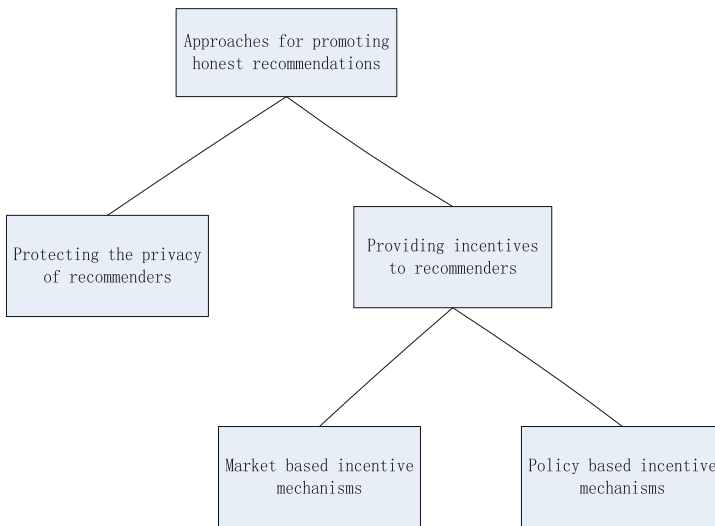 Approaches for promoting
honest recommendations
Protecting the privacy
of recommenders
Providing incentives
to recommenders
Market based incentive
mechanisms
Policy based incentive
mechanisms